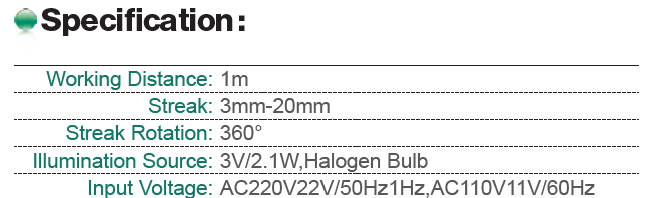 Specification:
Working Distance: 1m
Streak: 3mm-20mm
Streak Rotation: 360°
Illumination Source: 3V/2.1W,Halogen Bulb
Input Voltage: AC220V22V/50Hz1Hz,AC110V11V/60Hz